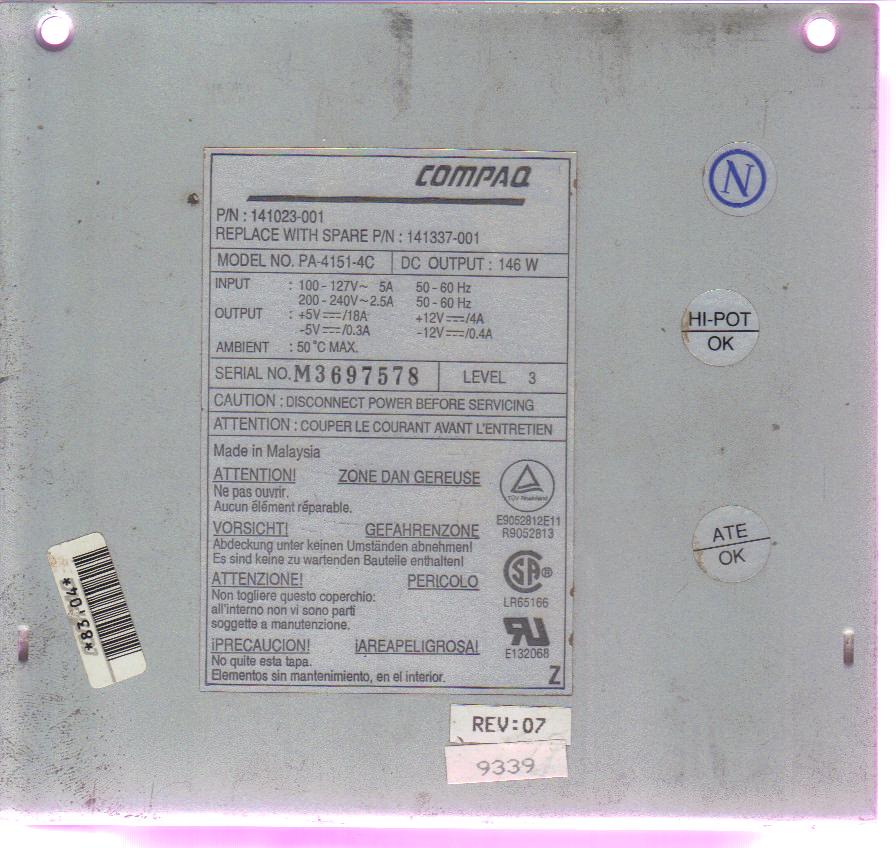 COMPAQ
P/N : 141023-001
REPLACE WITH SPARE P/N : 141337-001
MODEL NO. PA-4151-4C DC OUTPUT : 146 W
INPUT : 100-127V~ 5A 50-60 Hz
200-240V~2.5A 50-60 Hz
OUTPUT : +5V⎓/18A +12V⎓/4A
-5V⎓/0.3A -12V⎓/0.4A
AMBIENT : 50°C MAX.
SERIAL NO. M3697578 LEVEL 3
CAUTION : DISCONNECT POWER BEFORE SERVICING
ATTENTION : COUPER LE COURANT AVANT L'ENTRETIEN
Made in Malaysia
ATTENTION! ZONE DAN GEREUSE
Ne pas ouvrir.
Aucun élément réparable.
VORSICHT! GEFAHRENZONE
Abdeckung unter keinen Umständen abnehmen!
Es sind keine zu wartenden Bauteile enthalten!
ATTENZIONE! PERICOLO
Non togliere questo coperchio:
all'interno non vi sono parti
soggette a manutenzione.
¡PRECAUCION! ¡AREAPELIGROSA!
No quite esta tapa.
Elementos sin mantenimiento, en el interior.
TÜV Rheinland
E9052812E11
R9052813
SA®
LR65166
UR
E132068
Z
N
HI-POT
OK
ATE
OK
*83.04*
REV:07
9339